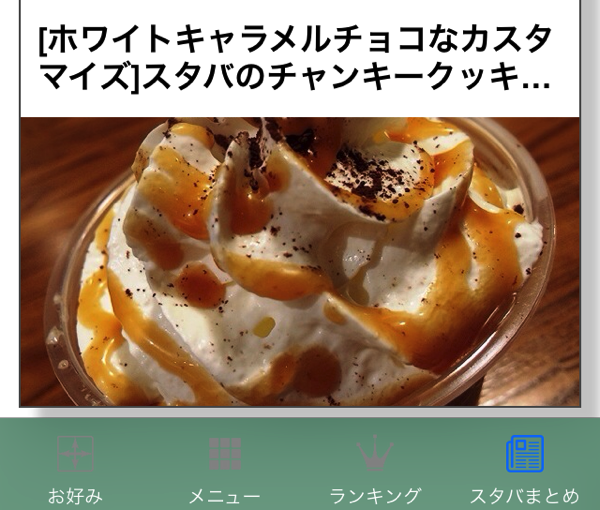 [ホワイトキャラメルチョコなカスタ
マイズ]スタバのチャンキークッキ…
お好み
メニュー
ランキング
スタバまとめ